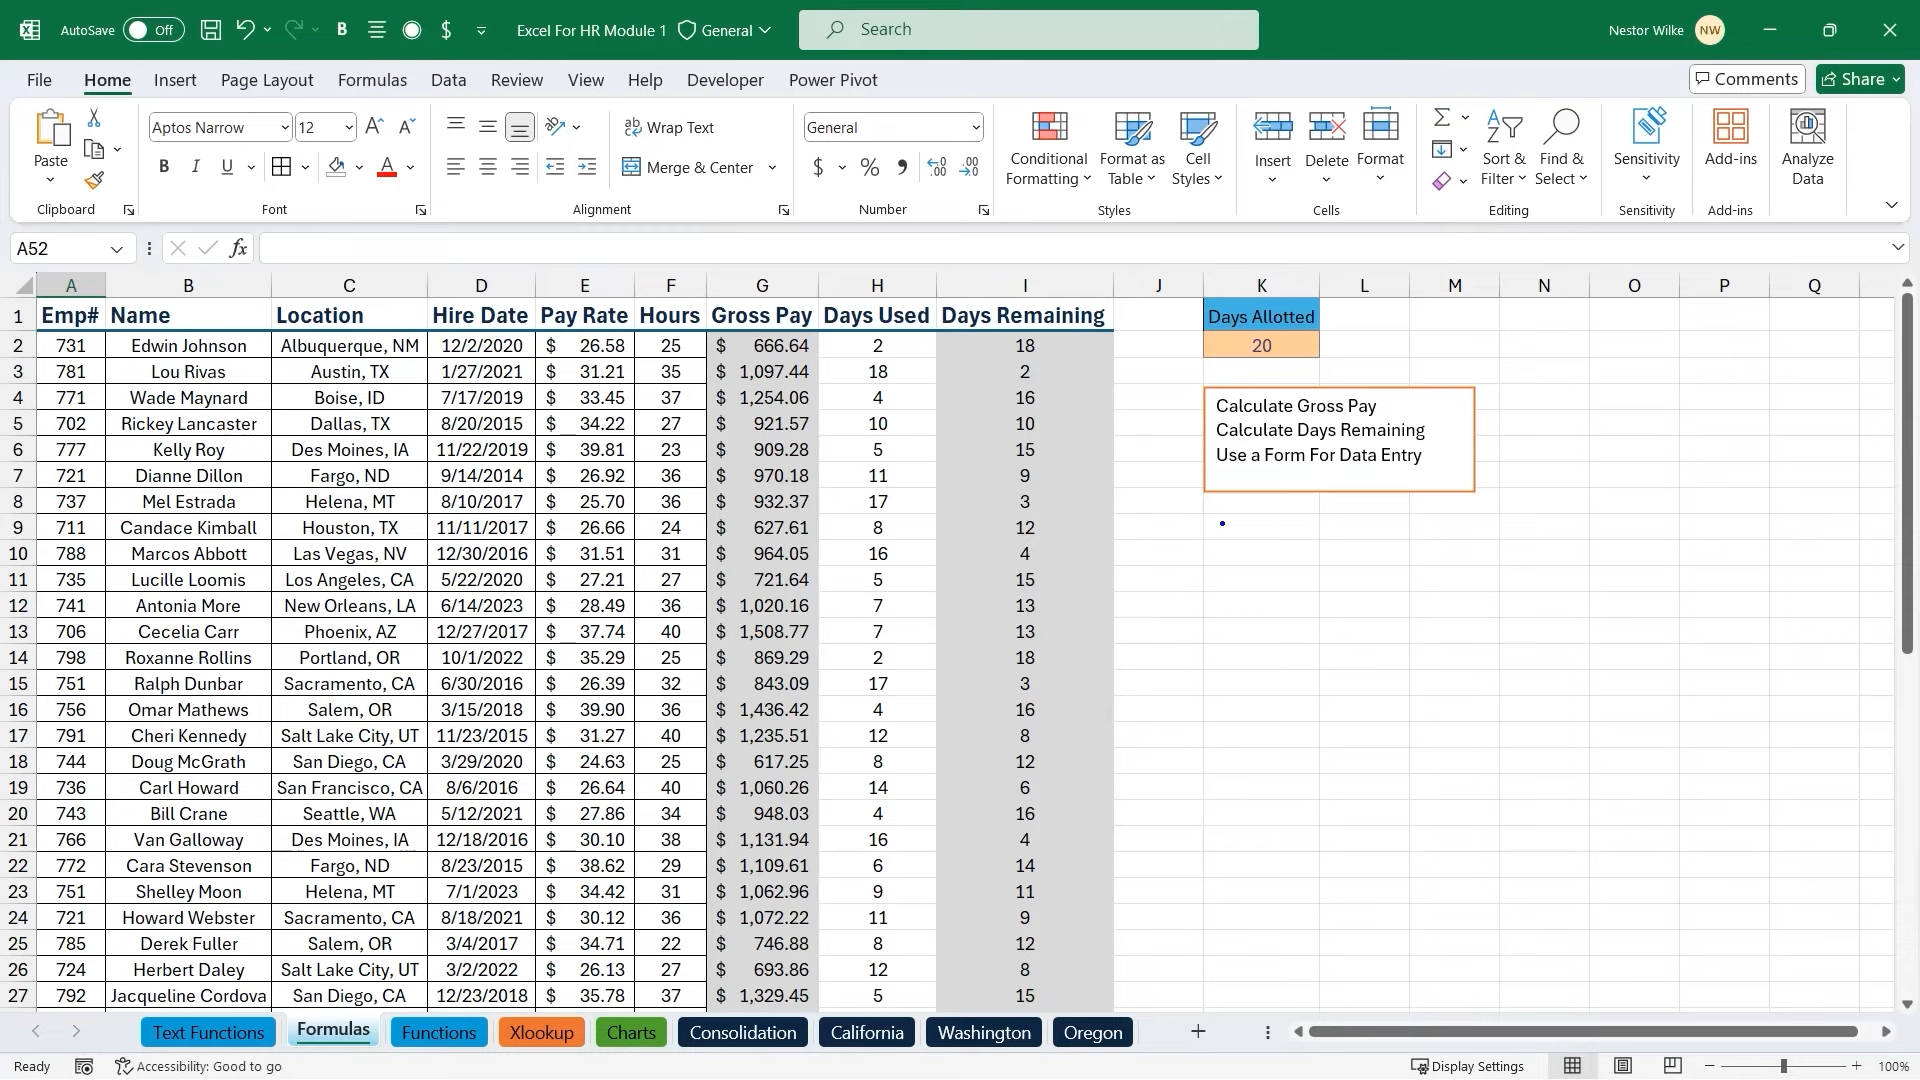 AutoSave Off B $ Excel For HR Module 1 General Search Nestor Wilke NW
File Home Insert Page Layout Formulas Data Review View Help Developer Power Pivot Comments Share
Paste Aptos Narrow 12 Wrap Text General Conditional Formatting Format as Table Cell Styles Insert Delete Format Sort & Filter Find & Select Sensitivity Add-ins Analyze Data
B I U Merge & Center $ %
Clipboard Font Alignment Number Styles Cells Editing Sensitivity Add-ins
A52 fx
A B C D E F G H I J K L M N O P Q
1 Emp# Name Location Hire Date Pay Rate Hours Gross Pay Days Used Days Remaining Days Allotted
2 731 Edwin Johnson Albuquerque, NM 12/2/2020 $ 26.58 25 $ 666.64 2 18 20
3 781 Lou Rivas Austin, TX 1/27/2021 $ 31.21 35 $ 1,097.44 18 2
4 771 Wade Maynard Boise, ID 7/17/2019 $ 33.45 37 $ 1,254.06 4 16
5 702 Rickey Lancaster Dallas, TX 8/20/2015 $ 34.22 27 $ 921.57 10 10
6 777 Kelly Roy Des Moines, IA 11/22/2019 $ 39.81 23 $ 909.28 5 15
7 721 Dianne Dillon Fargo, ND 9/14/2014 $ 26.92 36 $ 970.18 11 9
8 737 Mel Estrada Helena, MT 8/10/2017 $ 25.70 36 $ 932.37 17 3
9 711 Candace Kimball Houston, TX 11/11/2017 $ 26.66 24 $ 627.61 8 12
10 788 Marcos Abbott Las Vegas, NV 12/30/2016 $ 31.51 31 $ 964.05 16 4
11 735 Lucille Loomis Los Angeles, CA 5/22/2020 $ 27.21 27 $ 721.64 5 15
12 741 Antonia More New Orleans, LA 6/14/2023 $ 28.49 36 $ 1,020.16 7 13
13 706 Cecelia Carr Phoenix, AZ 12/27/2017 $ 37.74 40 $ 1,508.77 7 13
14 798 Roxanne Rollins Portland, OR 10/1/2022 $ 35.29 25 $ 869.29 2 18
15 751 Ralph Dunbar Sacramento, CA 6/30/2016 $ 26.39 32 $ 843.09 17 3
16 756 Omar Mathews Salem, OR 3/15/2018 $ 39.90 36 $ 1,436.42 4 16
17 791 Cheri Kennedy Salt Lake City, UT 11/23/2015 $ 31.27 40 $ 1,235.51 12 8
18 744 Doug McGrath San Diego, CA 3/29/2020 $ 24.63 25 $ 617.25 8 12
19 736 Carl Howard San Francisco, CA 8/6/2016 $ 26.64 40 $ 1,060.26 14 6
20 743 Bill Crane Seattle, WA 5/12/2021 $ 27.86 34 $ 948.03 4 16
21 766 Van Galloway Des Moines, IA 12/18/2016 $ 30.10 38 $ 1,131.94 16 4
22 772 Cara Stevenson Fargo, ND 8/23/2015 $ 38.62 29 $ 1,109.61 6 14
23 751 Shelley Moon Helena, MT 7/1/2023 $ 34.42 31 $ 1,062.96 9 11
24 721 Howard Webster Sacramento, CA 8/18/2021 $ 30.12 36 $ 1,072.22 11 9
25 785 Derek Fuller Salem, OR 3/4/2017 $ 34.71 22 $ 746.88 8 12
26 724 Herbert Daley Salt Lake City, UT 3/2/2022 $ 26.13 27 $ 693.86 12 8
27 792 Jacqueline Cordova San Diego, CA 12/23/2018 $ 35.78 37 $ 1,329.45 5 15
Calculate Gross Pay
Calculate Days Remaining
Use a Form For Data Entry
Text Functions Formulas Functions Xlookup Charts Consolidation California Washington Oregon
Ready Accessibility: Good to go Display Settings 100%